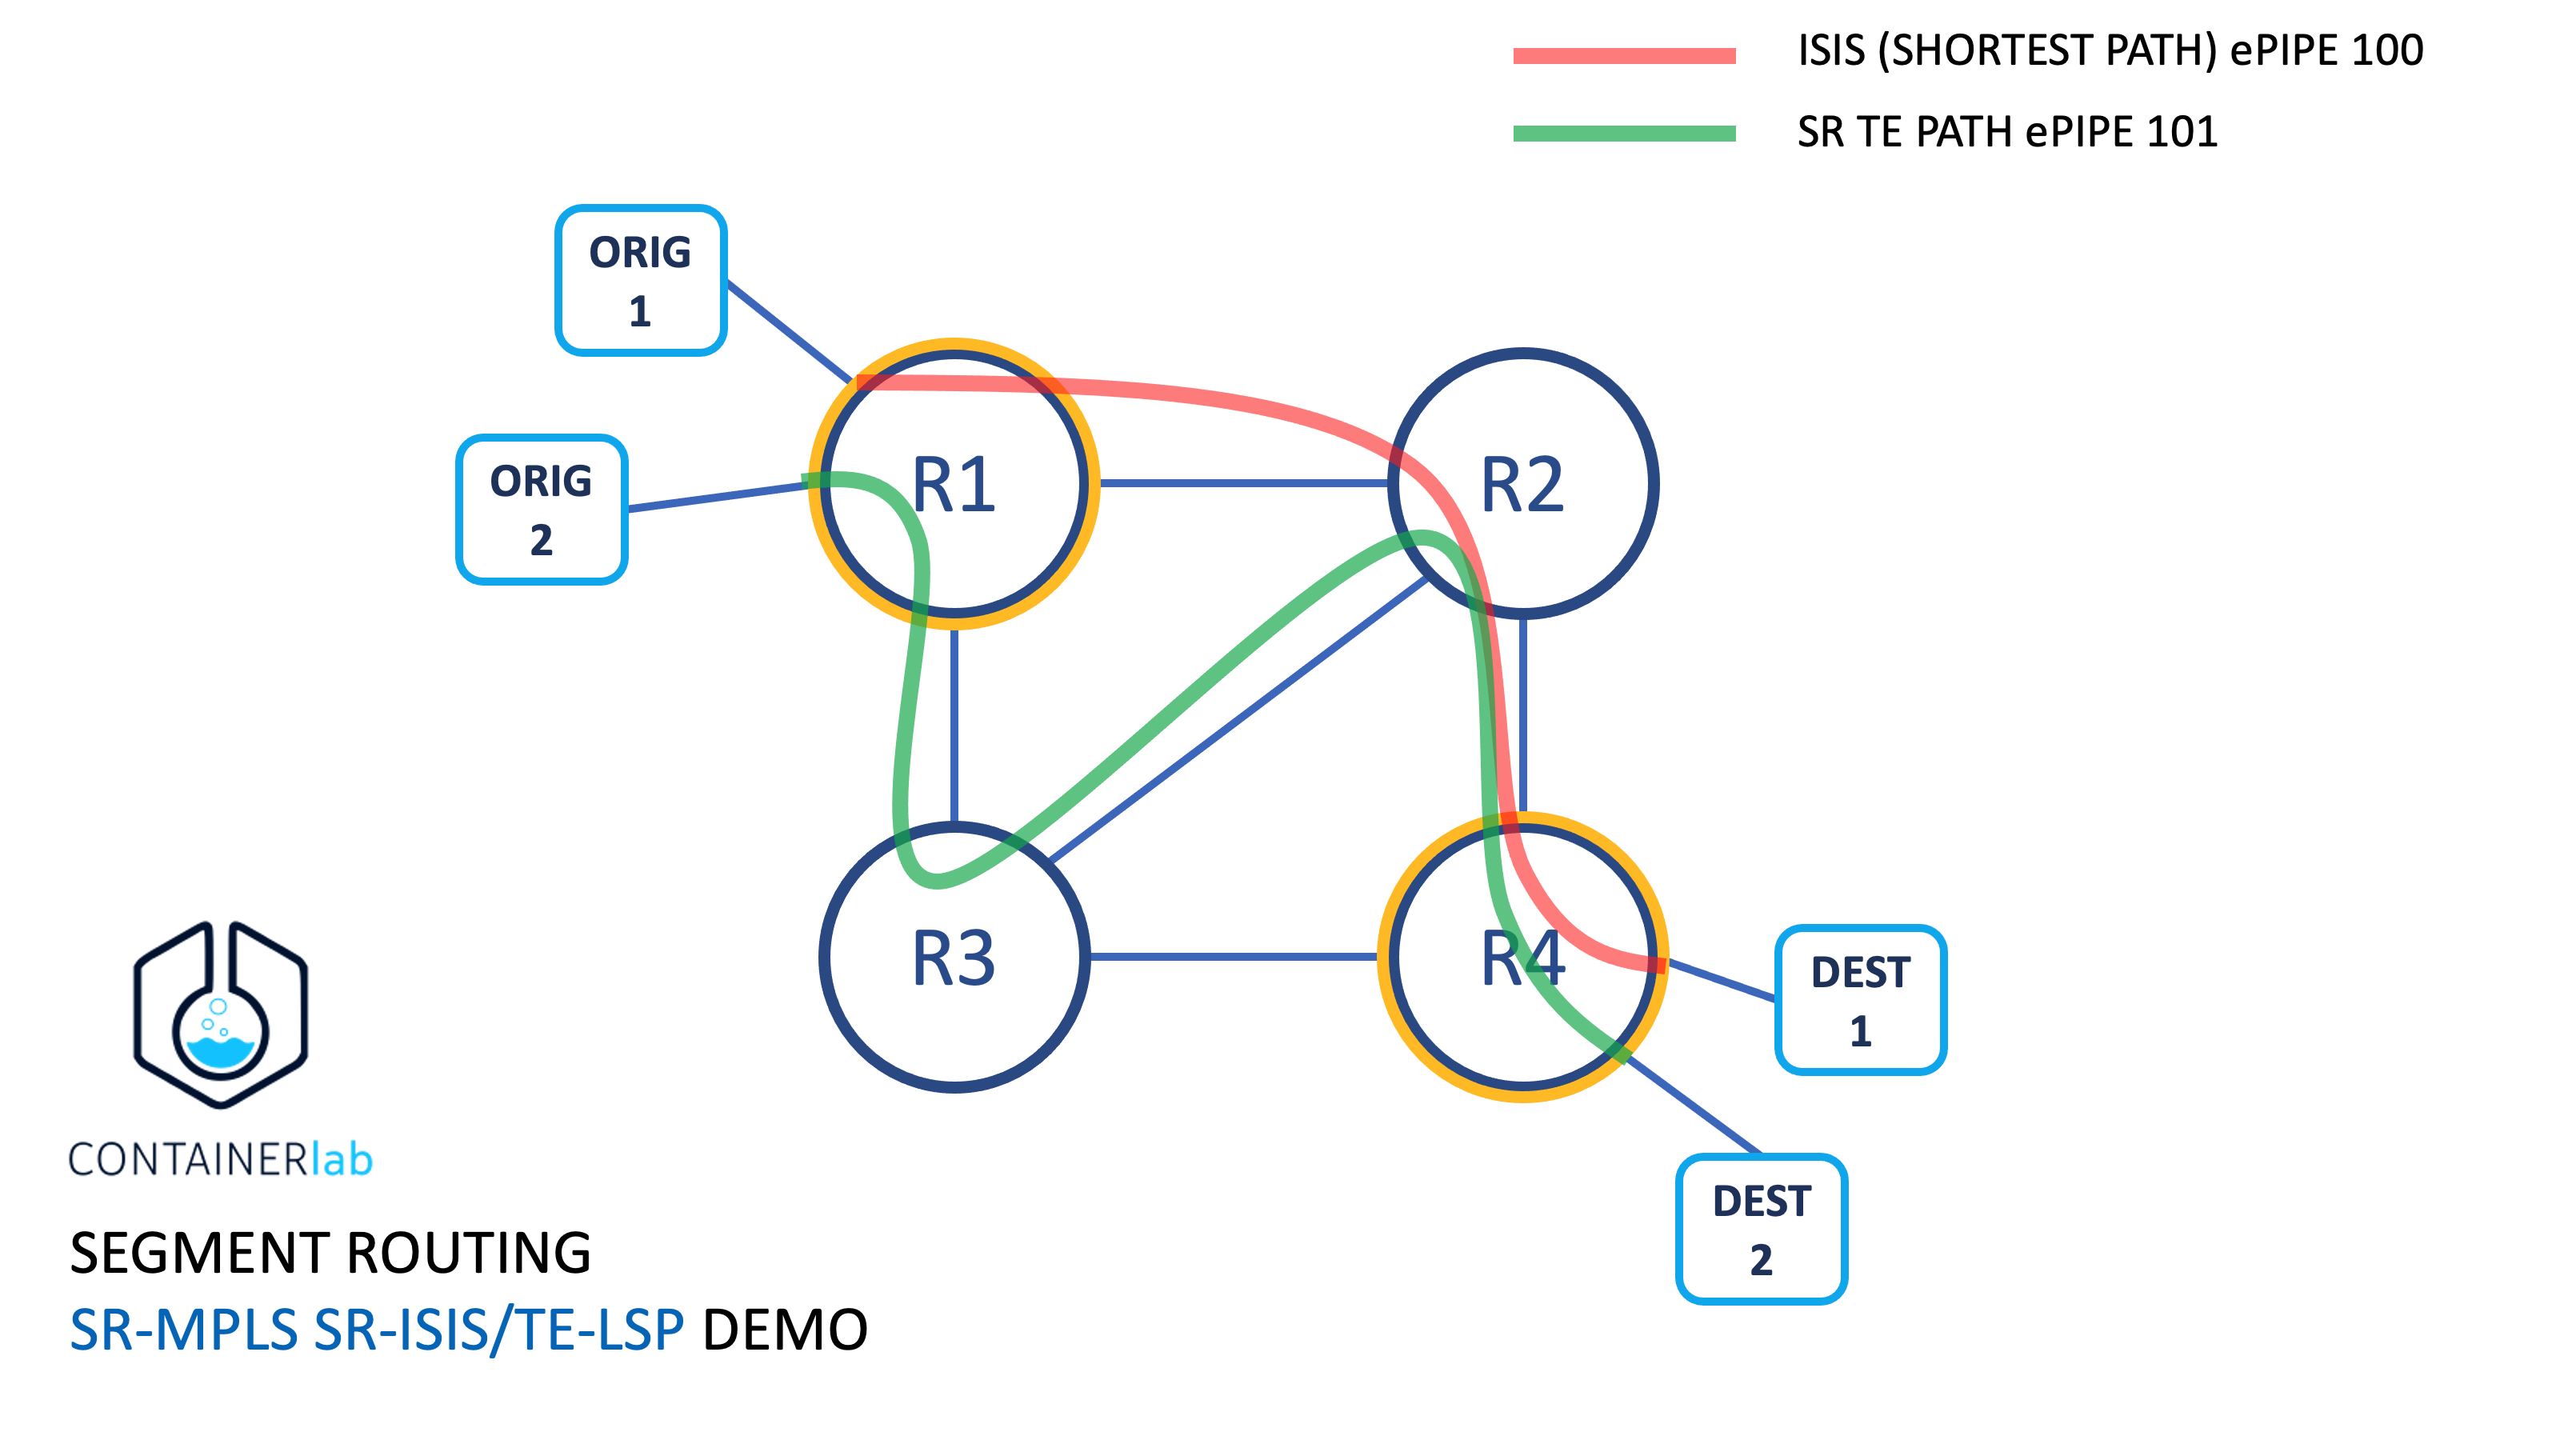 ISIS (SHORTEST PATH) ePIPE 100
SR TE PATH ePIPE 101
ORIG
1
ORIG
2
R1
R2
R3
R4
DEST
1
DEST
2
CONTAINERlab
SEGMENT ROUTING
SR-MPLS SR-ISIS/TE-LSP DEMO